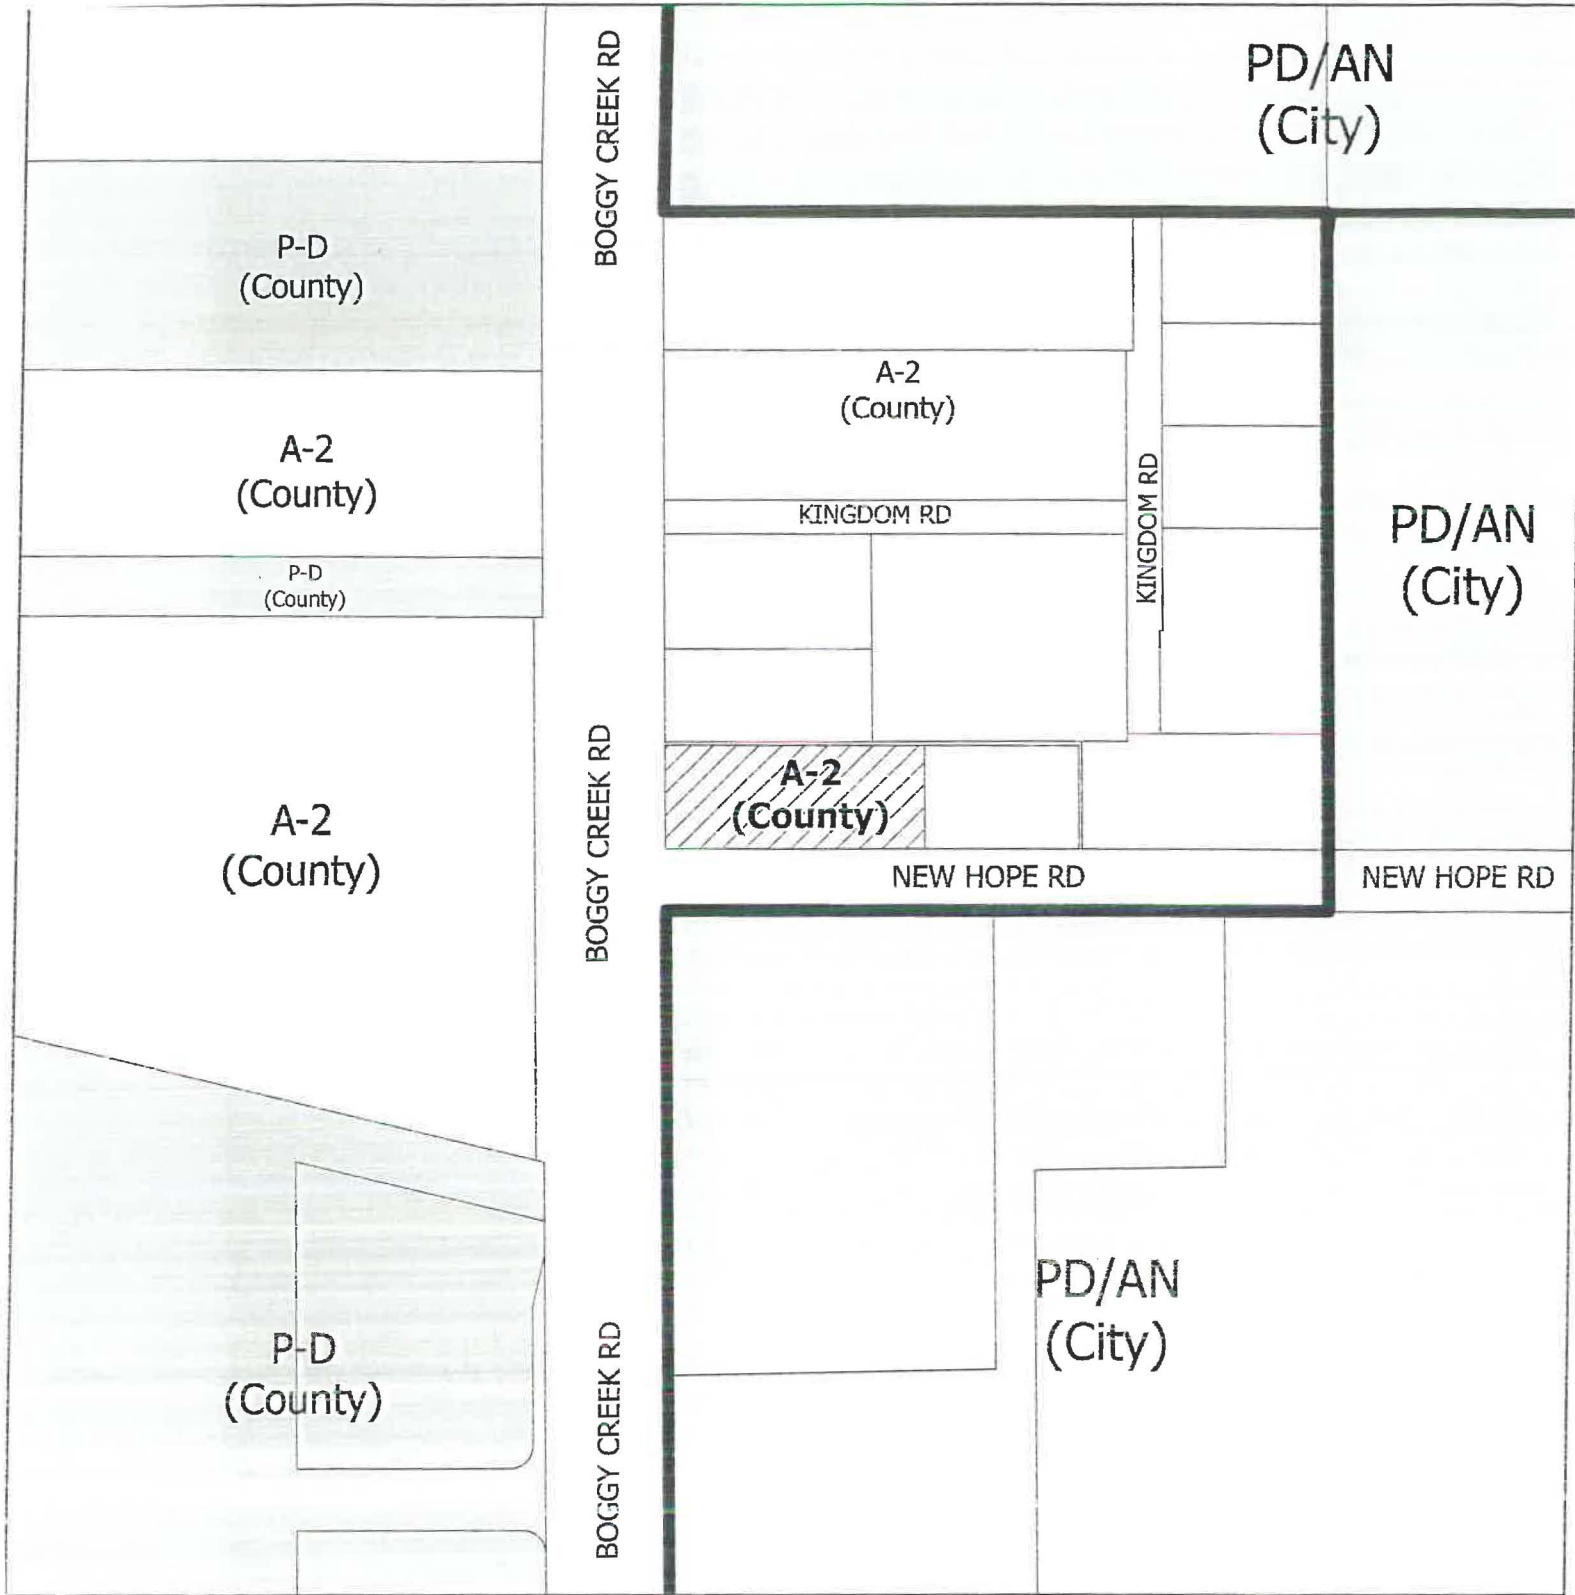 BOGGY CREEK RD
PD/AN
(City)
P-D
(County)
A-2
(County)
A-2
(County)
KINGDOM RD
KINGDOM RD
PD/AN
(City)
P-D
(County)
BOGGY CREEK RD
A-2
(County)
A-2
(County)
NEW HOPE RD
NEW HOPE RD
PD/AN
(City)
P-D
(County)
BOGGY CREEK RD